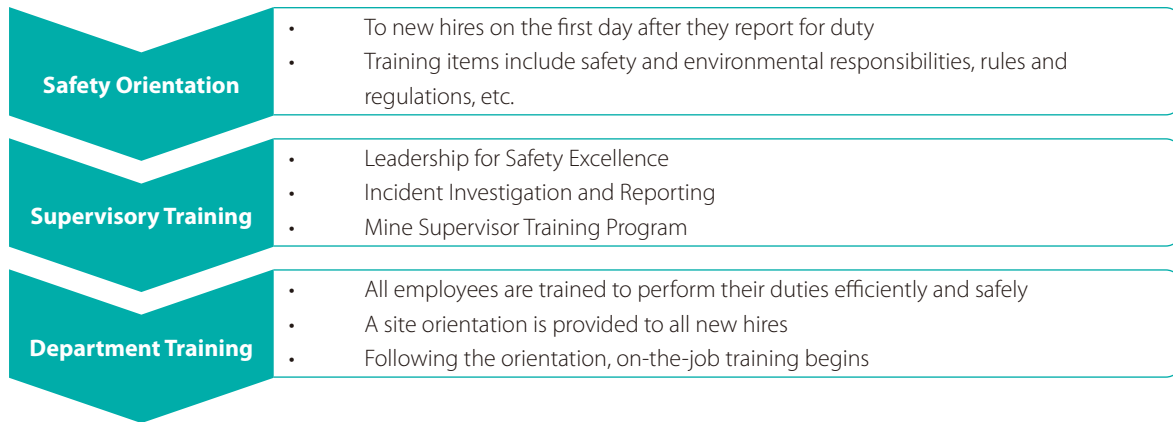 Safety Orientation
• To new hires on the first day after they report for duty
• Training items include safety and environmental responsibilities, rules and
regulations, etc.
Supervisory Training
• Leadership for Safety Excellence
• Incident Investigation and Reporting
• Mine Supervisor Training Program
Department Training
• All employees are trained to perform their duties efficiently and safely
• A site orientation is provided to all new hires
• Following the orientation, on-the-job training begins